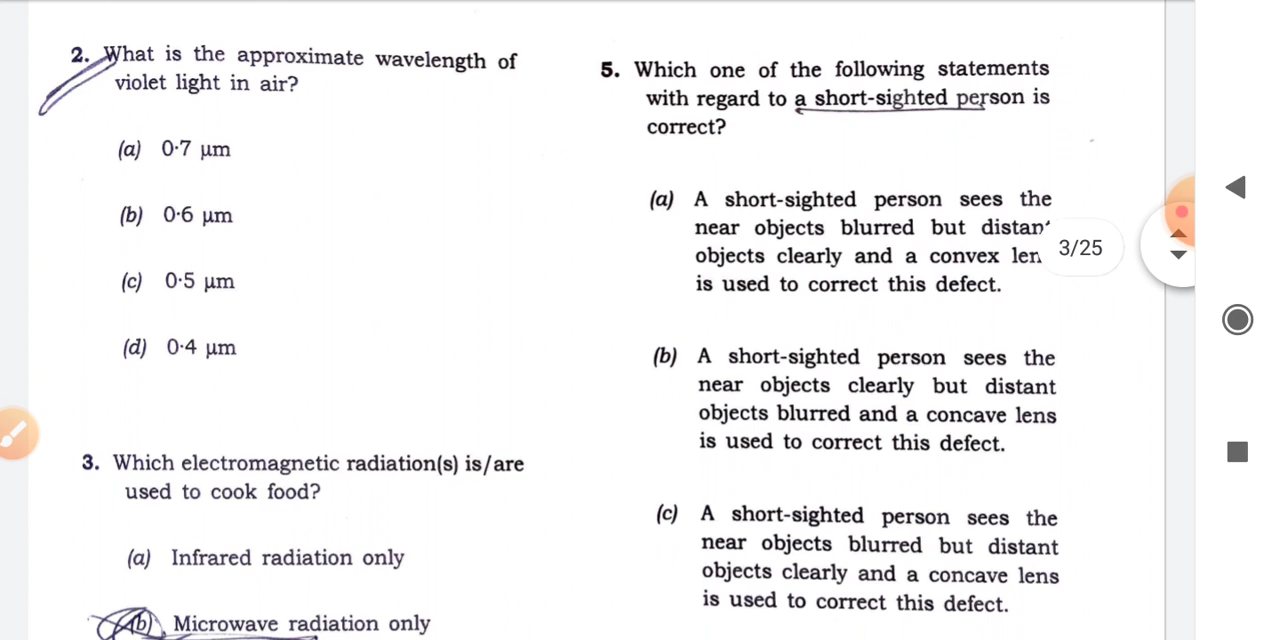 2. What is the approximate wavelength of
violet light in air?
(a) 0·7 µm
(b) 0·6 µm
(c) 0·5 µm
(d) 0·4 µm
3. Which electromagnetic radiation(s) is/are
used to cook food?
(a) Infrared radiation only
(b) Microwave radiation only
5. Which one of the following statements
with regard to a short-sighted person is
correct?
(a) A short-sighted person sees the
near objects blurred but distan
objects clearly and a convex len
is used to correct this defect.
(b) A short-sighted person sees the
near objects clearly but distant
objects blurred and a concave lens
is used to correct this defect.
(c) A short-sighted person sees the
near objects blurred but distant
objects clearly and a concave lens
is used to correct this defect.
3/25